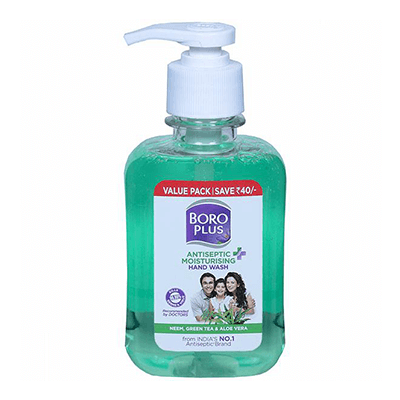 VALUE PACK | SAVE ₹40/-
BORO
PLUS
ANTISEPTIC +
MOISTURISING
HAND WASH
Recommended
by DOCTORS
NEEM, GREEN TEA & ALOE VERA
from INDIA'S NO.1
Antiseptic Brand